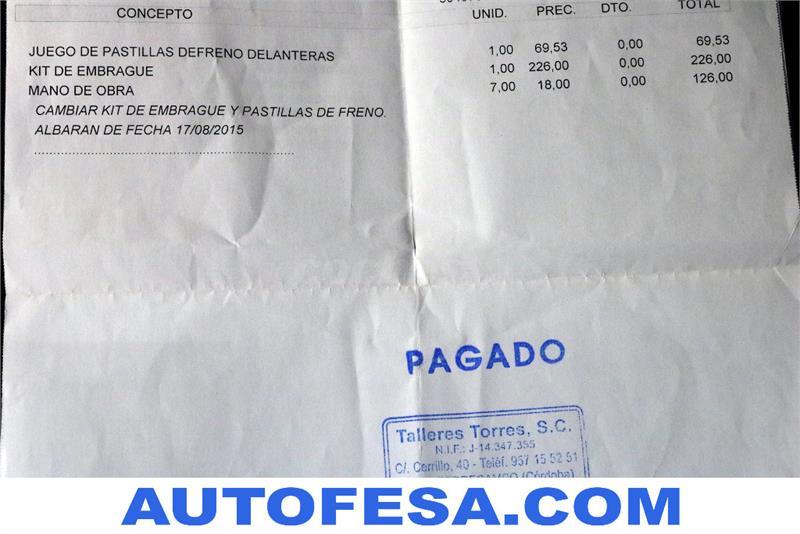 CONCEPTO UNID. PREC. DTO. TOTAL
JUEGO DE PASTILLAS DEFRENO DELANTERAS 1,00 69,53 0,00 69,53
KIT DE EMBRAGUE 1,00 226,00 0,00 226,00
MANO DE OBRA 7,00 18,00 0,00 126,00
CAMBIAR KIT DE EMBRAGUE Y PASTILLAS DE FRENO.
ALBARAN DE FECHA 17/08/2015
PAGADO
Talleres Torres, S.C.
N.I.F.: J-14.347.355
C/. Cerrillo, 40 - Teléf. 957 15 52 51
(Córdoba)
AUTOFESA.COM